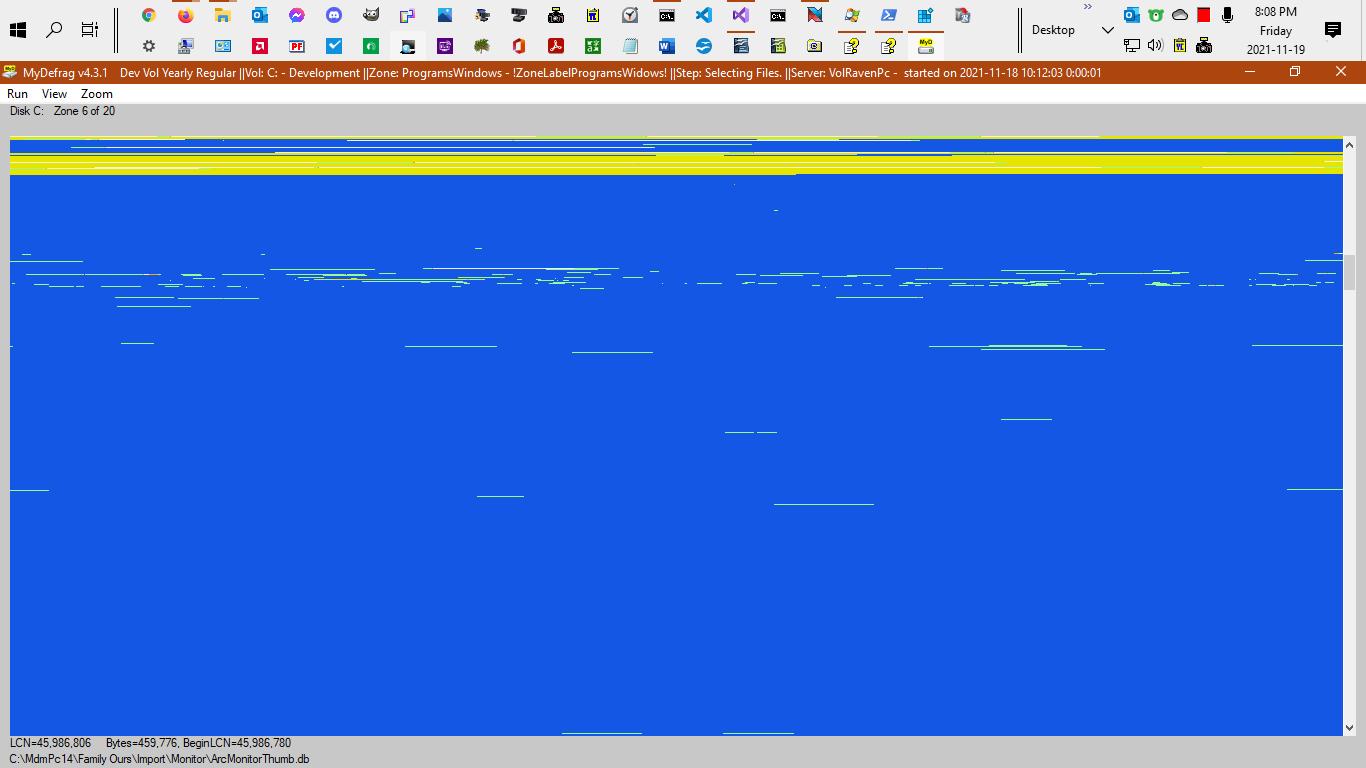 8:08 PM
Desktop
Friday
2021-11-19
MyDefrag v4.3.1 Dev Vol Yearly Regular ||Vol: C: - Development ||Zone: ProgramsWindows - !ZoneLabelProgramsWidows! ||Step: Selecting Files. ||Server: VolRavenPc - started on 2021-11-18 10:12:03 0:00:01
Run View Zoom
Disk C: Zone 6 of 20
LCN=45,986,806 Bytes=459,776, BeginLCN=45,986,780
C:\MdmPc14\Family Ours\Import\Monitor\ArcMonitorThumb.db